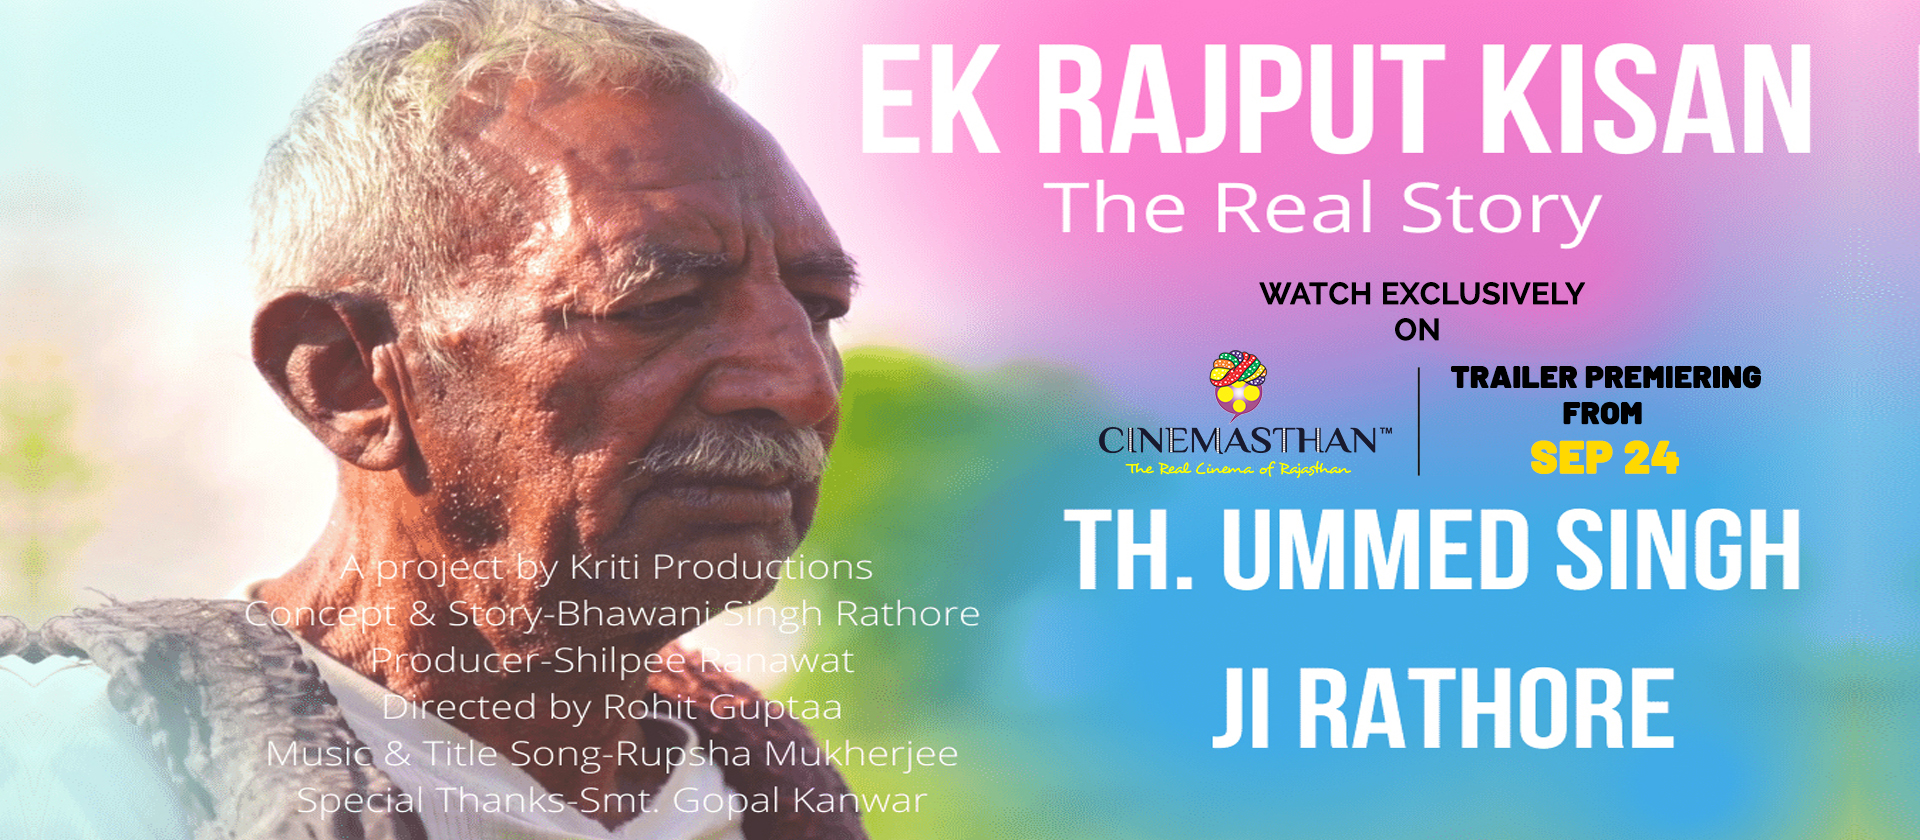 EK RAJPUT KISAN
The Real Story
WATCH EXCLUSIVELY
ON
CINEMASTHAN™
The Real Cinema of Rajasthan
TRAILER PREMIERING
FROM
SEP 24
TH. UMMED SINGH
JI RATHORE
A project by Kriti Productions
Concept & Story-Bhawani Singh Rathore
Producer-Shilpee Ranawat
Directed by Rohit Guptaa
Music & Title Song-Rupsha Mukherjee
Special Thanks-Smt. Gopal Kanwar